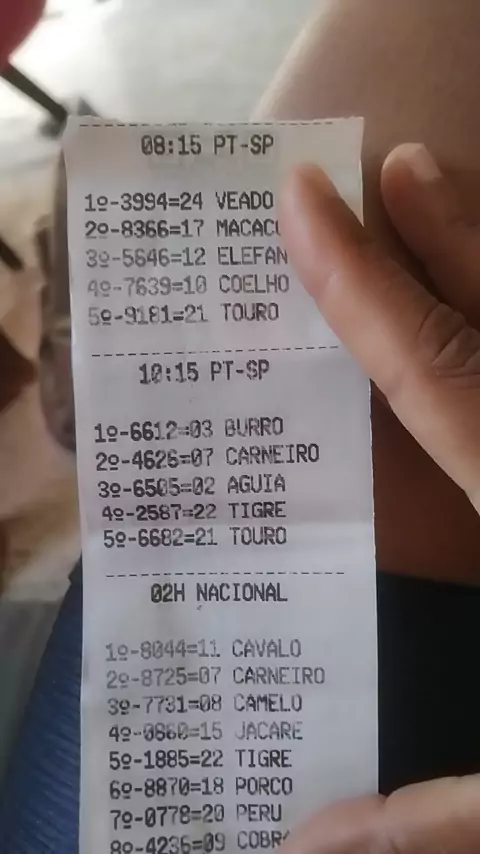 08:15 PT-SP
1º-3994=24 VEADO
2º-8366=17 MACAC
3º-5646=12 ELEFAN
4º-7639=10 COELHO
5º-9181=21 TOURO
10:15 PT-SP
1º-6612=03 BURRO
2º-4626=07 CARNEIRO
3º-6505=02 AGUIA
4º-2587=22 TIGRE
5º-6682=21 TOURO
02H NACIONAL
1º-8044=11 CAVALO
2º-8725=07 CARNEIRO
3º-7731=08 CAMELO
4º-0860=15 JACARE
5º-1885=22 TIGRE
6º-8870=18 PORCO
7º-0778=20 PERU
8º-4236=09 COBRA